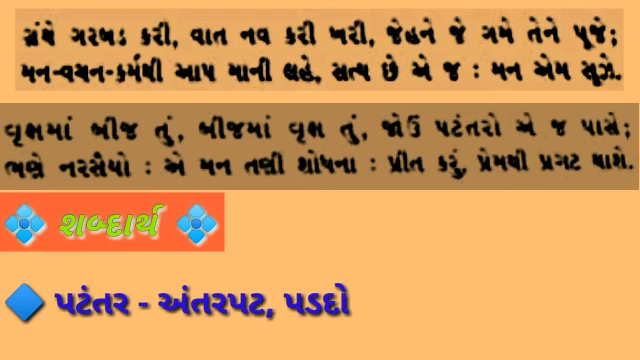 ગ્રંથે ગરબડ કરી, વાત નવ કરી ખરી, જેહને જે ગમે તેને પૂજે;
મન-વચન-કર્મથી આપ માની લહે, સત્ય છે એ જ : મન એમ સૂઝે.
વૃક્ષમાં બીજ તું, બીજમાં વૃક્ષ તું, જોઉં પટંતરો એ જ પાસે;
ભણે નરસૈંયો : એ મન તણી શોધના : પ્રીત કરું, પ્રેમથી પ્રગટ થાશે.
શબ્દાર્થ
પટંતર - અંતરપટ, પડદો